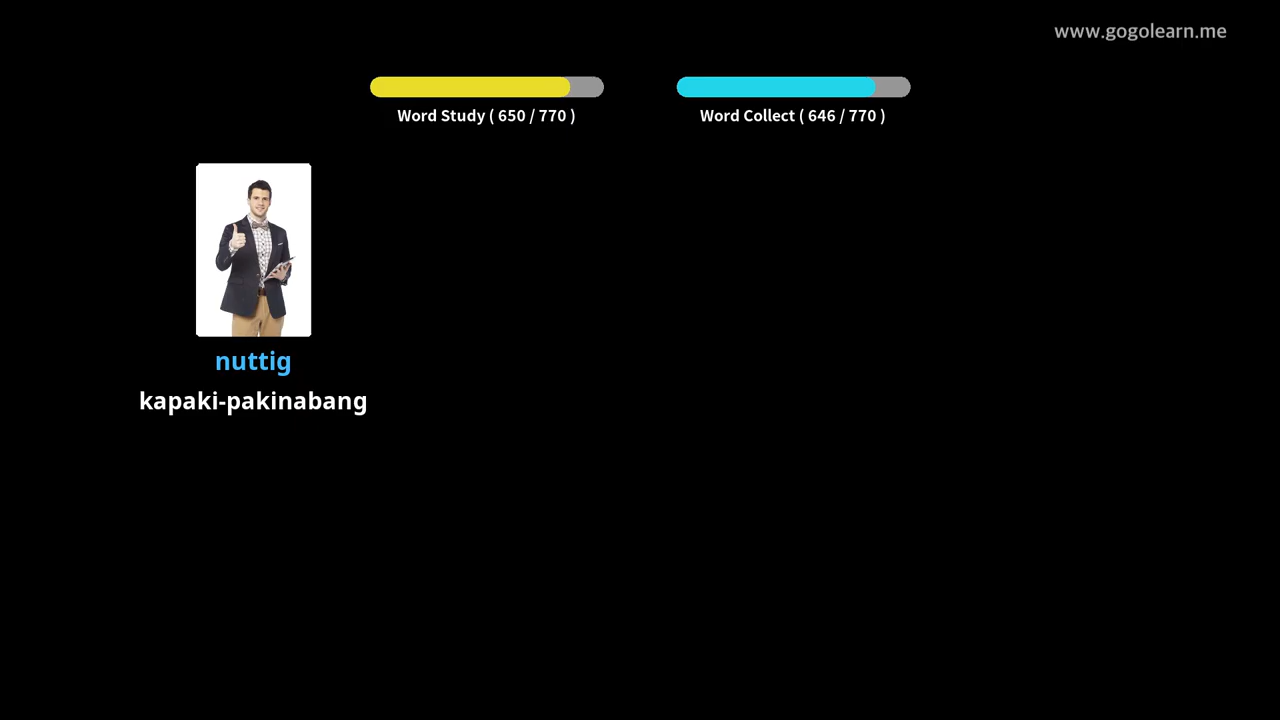 www.gogolearn.me
Word Study ( 650 / 770 )
Word Collect ( 646 / 770 )
nuttig
kapaki-pakinabang